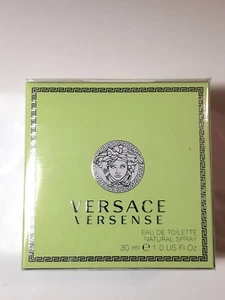 VERSACE
VERSENSE
EAU DE TOILETTE
NATURAL SPRAY
30 ml ℮ 1.0 US Fl.Oz